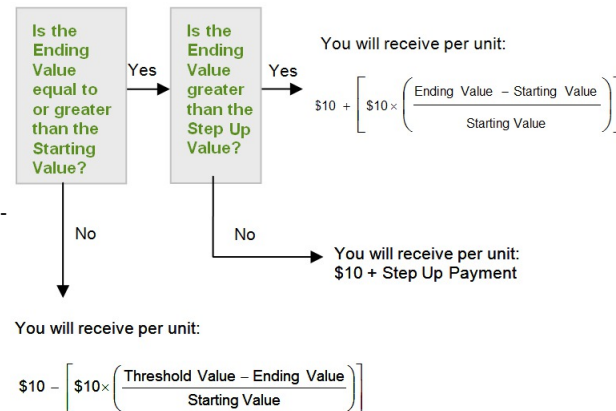 Is the
Ending
Value
equal to
or greater
than the
Starting
Value?
Yes
Is the
Ending
Value
greater
than the
Step Up
Value?
Yes
You will receive per unit:
$10 + [ $10 × ( Ending Value – Starting Value
Starting Value ) ]
No
No
You will receive per unit:
$10 + Step Up Payment
You will receive per unit:
$10 – [ $10× ( Threshold Value – Ending Value
Starting Value ) ]